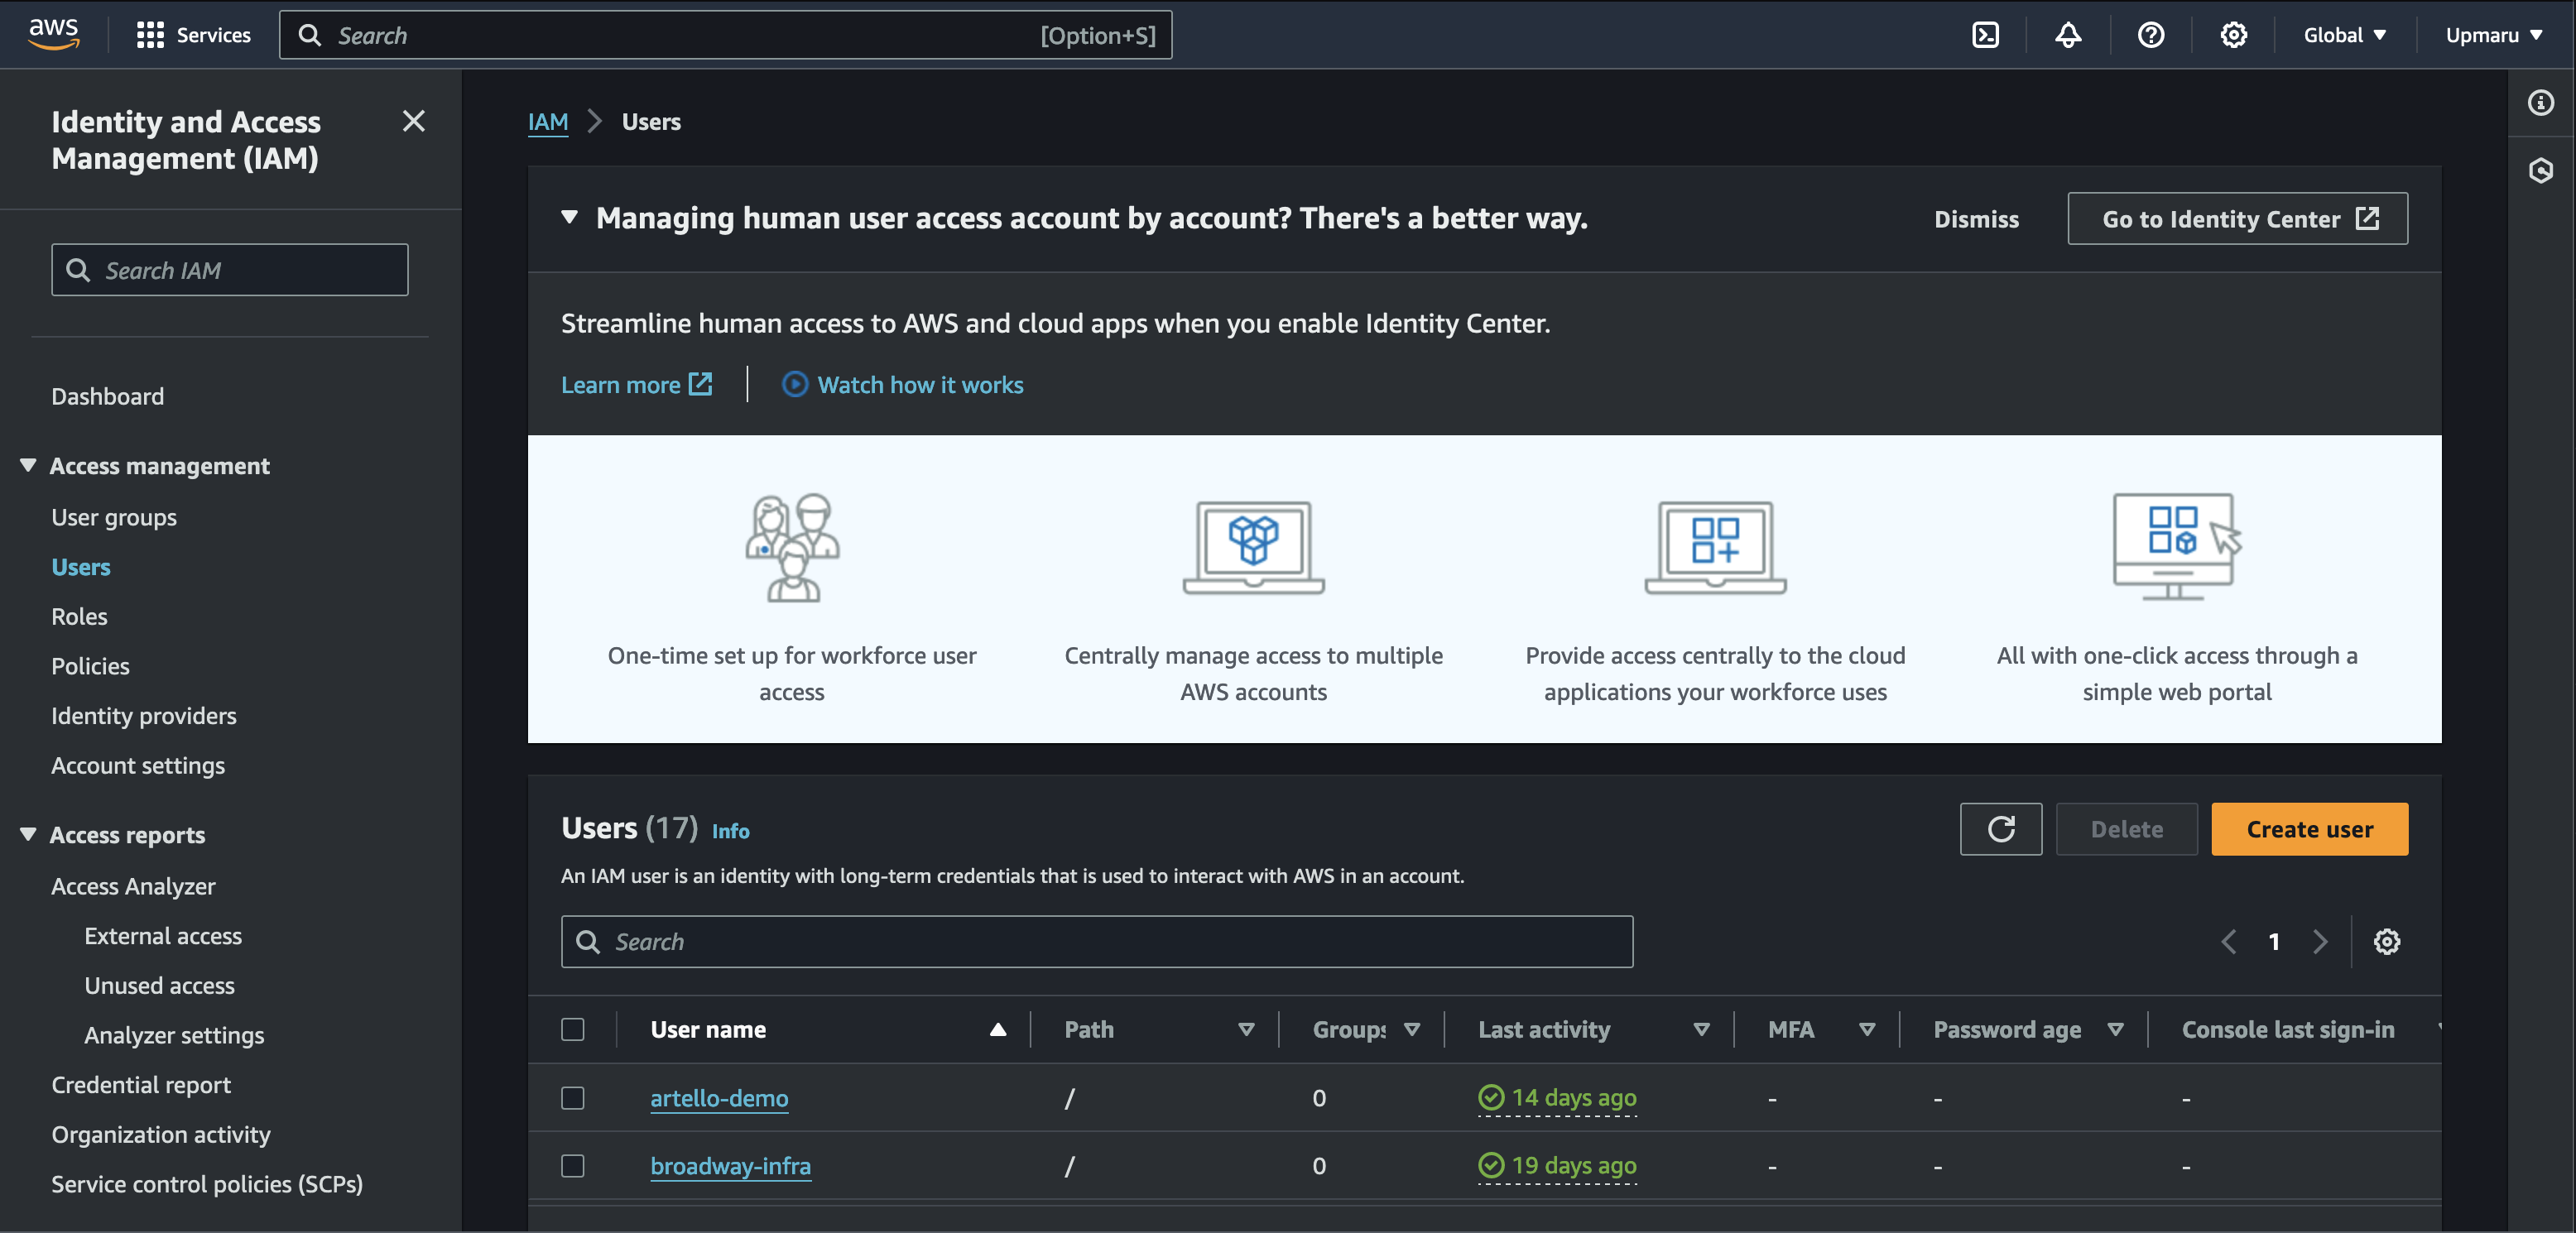 aws
Services
Search
[Option+S]
Global
Upmaru
Identity and Access
Management (IAM)
Search IAM
Dashboard
Access management
User groups
Users
Roles
Policies
Identity providers
Account settings
Access reports
Access Analyzer
External access
Unused access
Analyzer settings
Credential report
Organization activity
Service control policies (SCPs)
IAM
Users
Managing human user access account by account? There's a better way.
Dismiss
Go to Identity Center
Streamline human access to AWS and cloud apps when you enable Identity Center.
Learn more
Watch how it works
One-time set up for workforce user
access
Centrally manage access to multiple
AWS accounts
Provide access centrally to the cloud
applications your workforce uses
All with one-click access through a
simple web portal
Users (17) Info
Delete
Create user
An IAM user is an identity with long-term credentials that is used to interact with AWS in an account.
Search
1
User name Path Groups Last activity MFA Password age Console last sign-in
artello-demo / 0 14 days ago - - -
broadway-infra / 0 19 days ago - - -